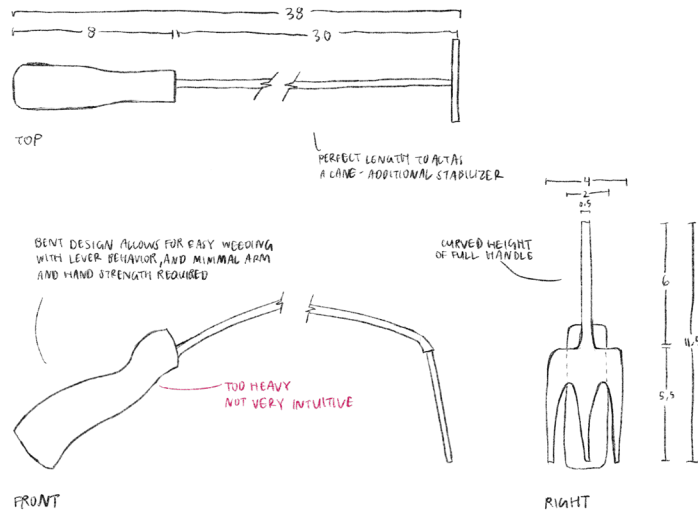 38
8
30
TOP
PERFECT LENGTH TO ACT AS
A CANE - ADDITIONAL STABILIZER
4
2
0.5
BENT DESIGN ALLOWS FOR EASY WEEDING
WITH LEVER BEHAVIOR, AND MINIMAL ARM
AND HAND STRENGTH REQUIRED
CURVED HEIGHT
OF FULL HANDLE
6
5.5
TOO HEAVY
NOT VERY INTUITIVE
FRONT
RIGHT